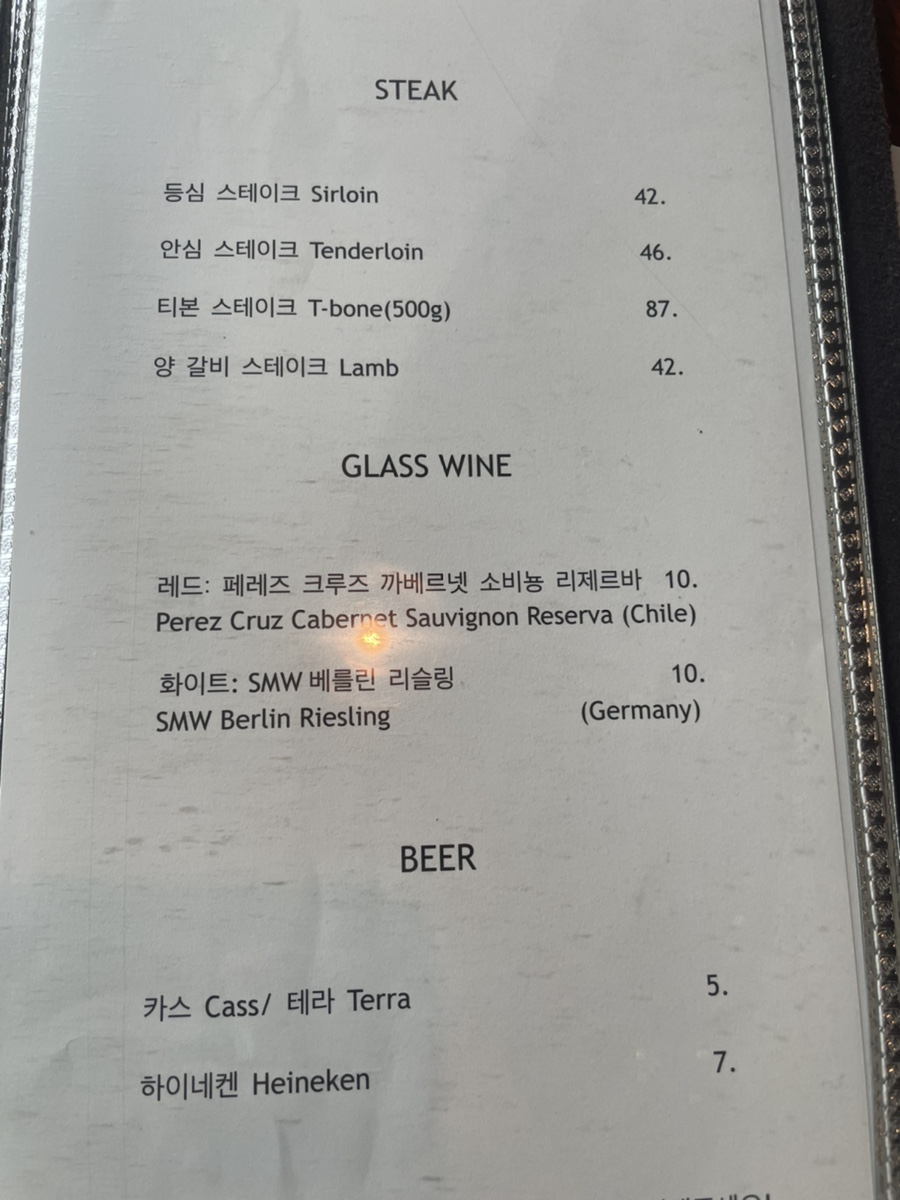 STEAK
등심 스테이크 Sirloin 42.
안심 스테이크 Tenderloin 46.
티본 스테이크 T-bone(500g) 87.
양 갈비 스테이크 Lamb 42.
GLASS WINE
레드: 페레즈 크루즈 까베르넷 소비뇽 리제르바 10.
Perez Cruz Cabernet Sauvignon Reserva (Chile)
화이트: SMW 베를린 리슬링 10.
SMW Berlin Riesling (Germany)
BEER
카스 Cass/ 테라 Terra 5.
하이네켄 Heineken 7.